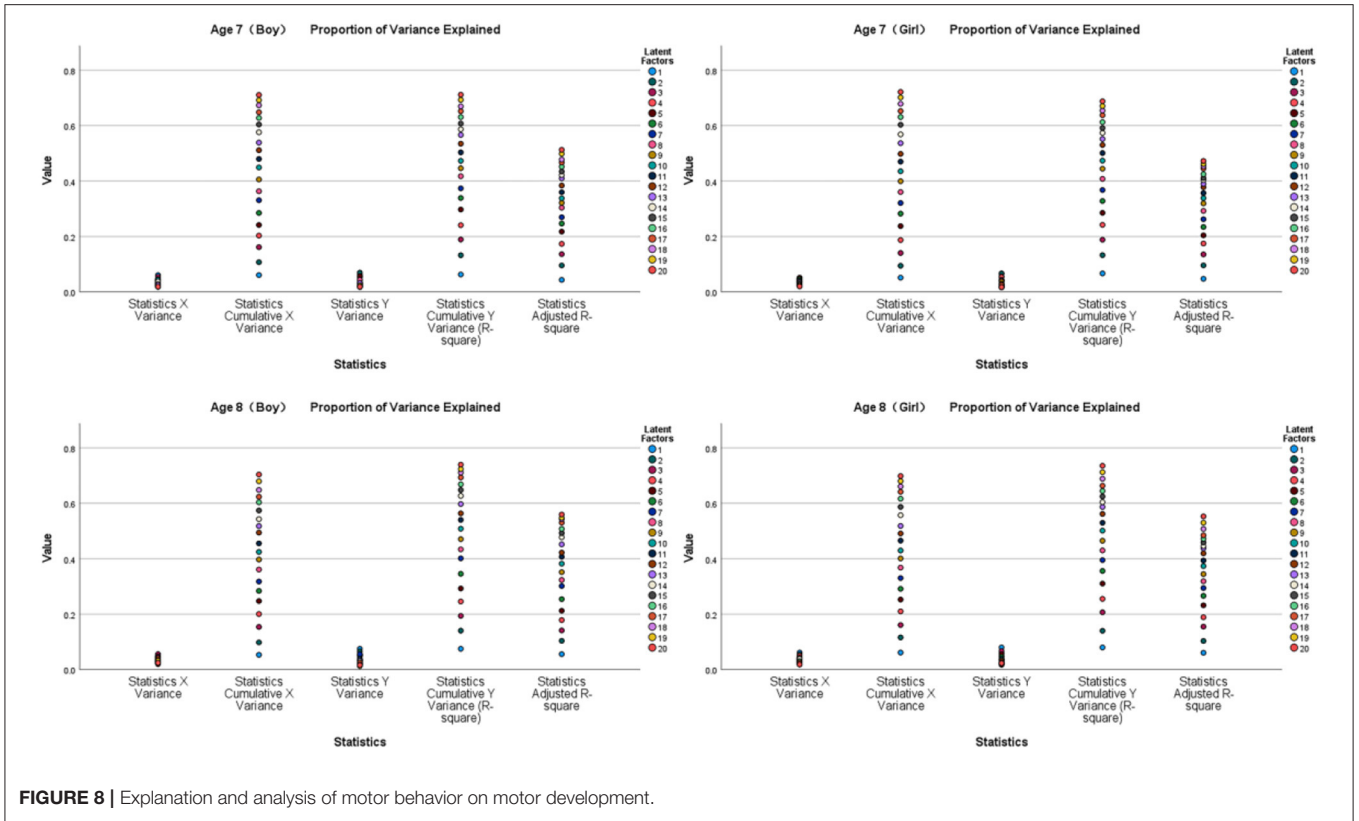 Age 7（Boy） Proportion of Variance Explained
Value
0.8
0.6
0.4
0.2
0.0
Statistics X Variance
Statistics Cumulative X Variance
Statistics Y Variance
Statistics Cumulative Y Variance (R-square)
Statistics Adjusted R-square
Statistics
Latent
Factors
1
2
3
4
5
6
7
8
9
10
11
12
13
14
15
16
17
18
19
20
Age 7（Girl） Proportion of Variance Explained
Value
0.8
0.6
0.4
0.2
0.0
Statistics X Variance
Statistics Cumulative X Variance
Statistics Y Variance
Statistics Cumulative Y Variance (R-square)
Statistics Adjusted R-square
Statistics
Latent
Factors
1
2
3
4
5
6
7
8
9
10
11
12
13
14
15
16
17
18
19
20
Age 8（Boy） Proportion of Variance Explained
Value
0.8
0.6
0.4
0.2
0.0
Statistics X Variance
Statistics Cumulative X Variance
Statistics Y Variance
Statistics Cumulative Y Variance (R-square)
Statistics Adjusted R-square
Statistics
Latent
Factors
1
2
3
4
5
6
7
8
9
10
11
12
13
14
15
16
17
18
19
20
Age 8（Girl） Proportion of Variance Explained
Value
0.8
0.6
0.4
0.2
0.0
Statistics X Variance
Statistics Cumulative X Variance
Statistics Y Variance
Statistics Cumulative Y Variance (R-square)
Statistics Adjusted R-square
Statistics
Latent
Factors
1
2
3
4
5
6
7
8
9
10
11
12
13
14
15
16
17
18
19
20
FIGURE 8 | Explanation and analysis of motor behavior on motor development.